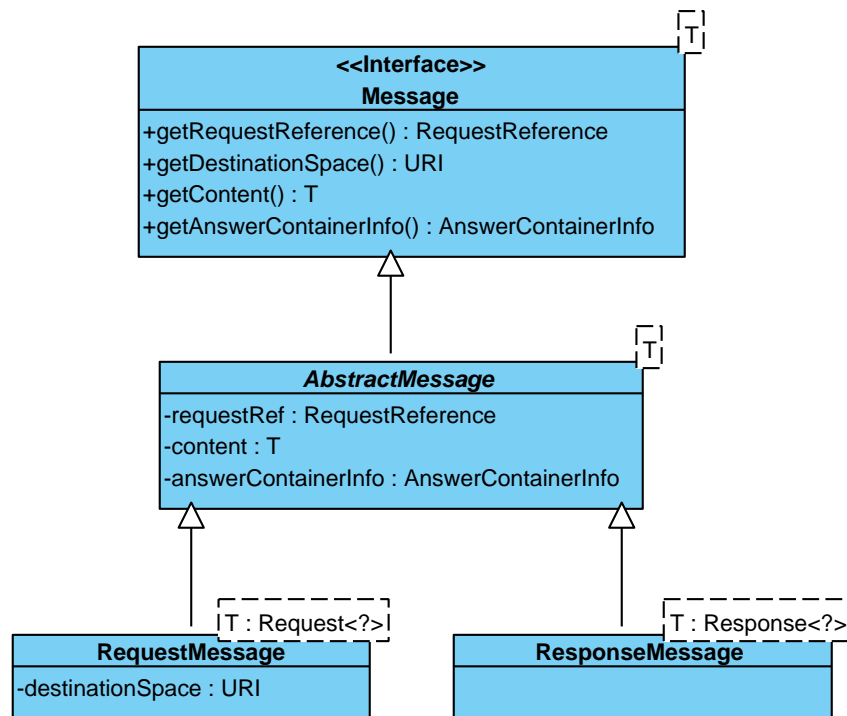 T
<<Interface>>
Message
+getRequestReference() : RequestReference
+getDestinationSpace() : URI
+getContent() : T
+getAnswerContainerInfo() : AnswerContainerInfo
T
AbstractMessage
-requestRef : RequestReference
-content : T
-answerContainerInfo : AnswerContainerInfo
T : Request<?>
RequestMessage
-destinationSpace : URI
T : Response<?>
ResponseMessage